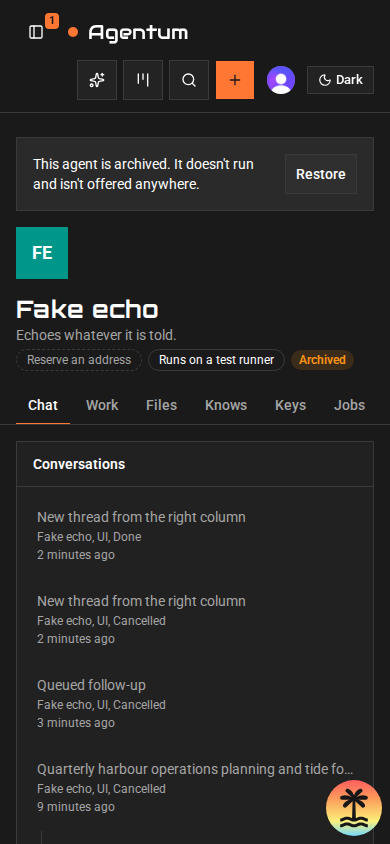 1
Agentum
Dark
This agent is archived. It doesn't run
and isn't offered anywhere.
Restore
FE
Fake echo
Echoes whatever it is told.
Reserve an address
Runs on a test runner
Archived
Chat
Work
Files
Knows
Keys
Jobs
Conversations
New thread from the right column
Fake echo, UI, Done
2 minutes ago
New thread from the right column
Fake echo, UI, Cancelled
2 minutes ago
Queued follow-up
Fake echo, UI, Cancelled
3 minutes ago
Quarterly harbour operations planning and tide fo…
Fake echo, UI, Cancelled
9 minutes ago